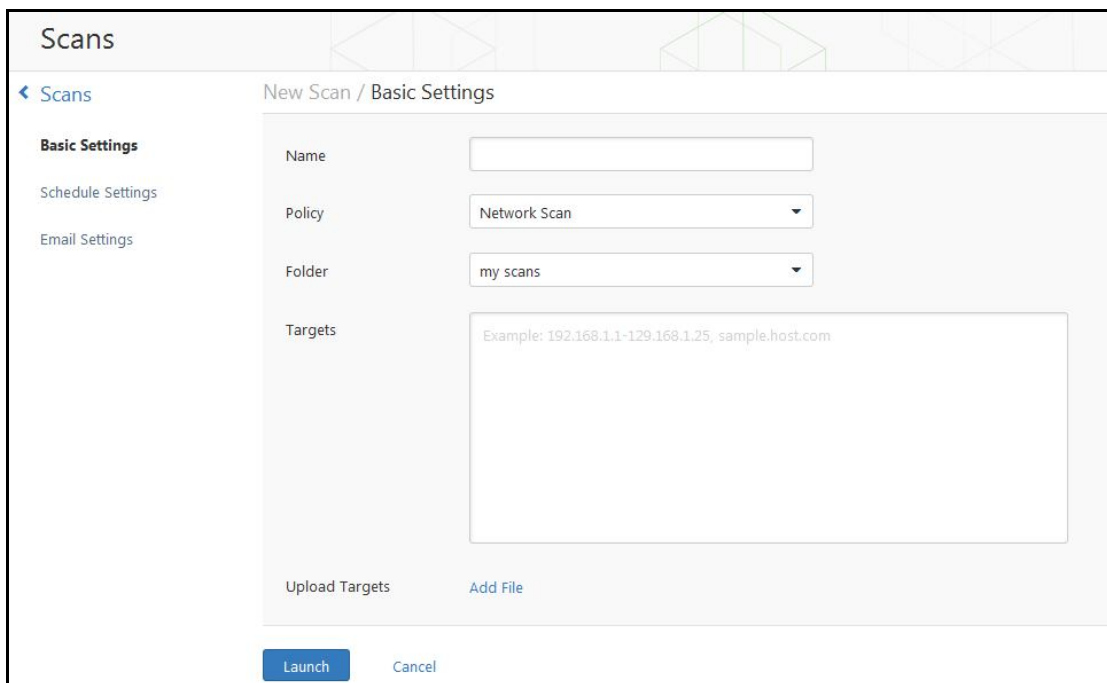 Scans
Scans
New Scan / Basic Settings
Basic Settings
Schedule Settings
Email Settings
Name
Policy
Network Scan
Folder
my scans
Targets
Example: 192.168.1.1-129.168.1.25, sample.host.com
Upload Targets
Add File
Launch
Cancel